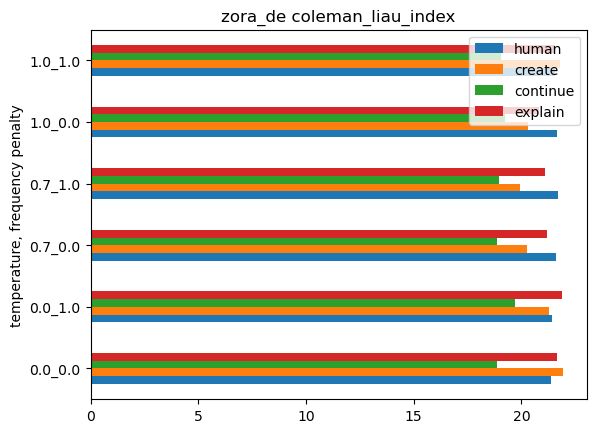 zora_de coleman_liau_index
human
create
continue
explain
temperature, frequency penalty
1.0_1.0
1.0_0.0
0.7_1.0
0.7_0.0
0.0_1.0
0.0_0.0
0 5 10 15 20